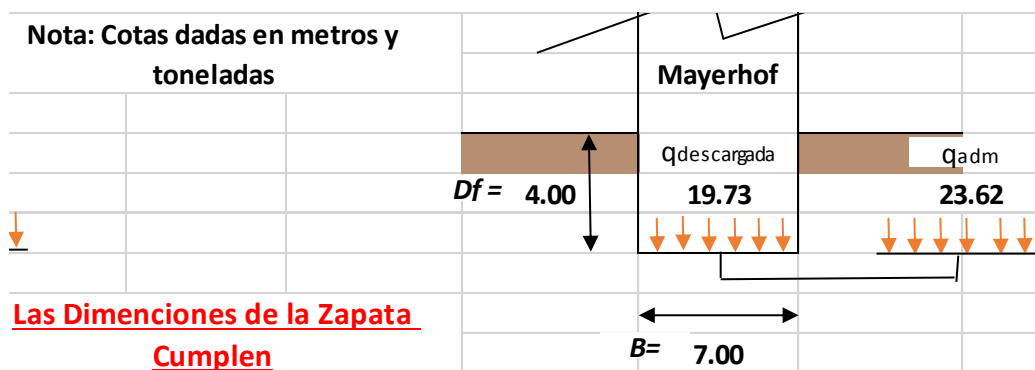 Nota: Cotas dadas en metros y
toneladas
Mayerhof
qdescargada
qadm
Df = 4.00
19.73
23.62
Las Dimenciones de la Zapata
Cumplen
B= 7.00